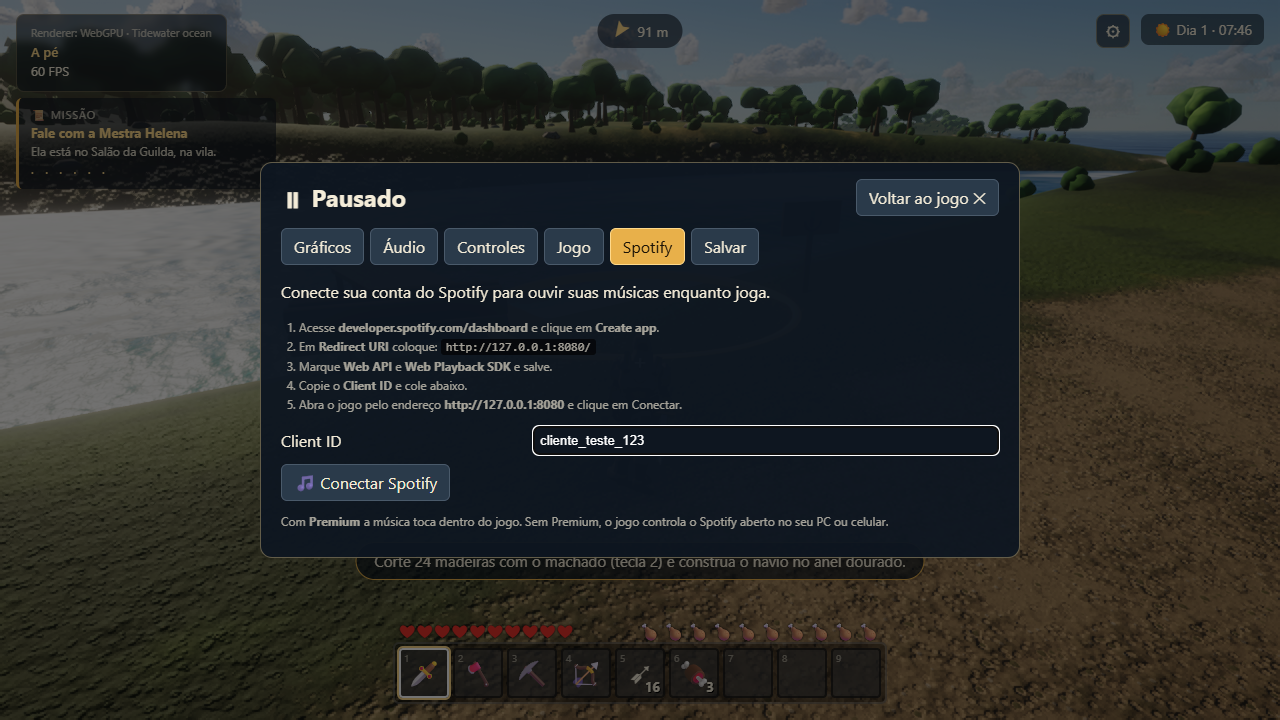 Renderer: WebGPU · Tidewater ocean
A pé
60 FPS
91 m
Dia 1 · 07:46
MISSÃO
Fale com a Mestra Helena
Ela está no Salão da Guilda, na vila.
Pausado
Voltar ao jogo ✕
Gráficos
Áudio
Controles
Jogo
Spotify
Salvar
Conecte sua conta do Spotify para ouvir suas músicas enquanto joga.
1. Acesse developer.spotify.com/dashboard e clique em Create app.
2. Em Redirect URI coloque: http://127.0.0.1:8080/
3. Marque Web API e Web Playback SDK e salve.
4. Copie o Client ID e cole abaixo.
5. Abra o jogo pelo endereço http://127.0.0.1:8080 e clique em Conectar.
Client ID
cliente_teste_123
Conectar Spotify
Com Premium a música toca dentro do jogo. Sem Premium, o jogo controla o Spotify aberto no seu PC ou celular.
Corte 24 madeiras com o machado (tecla 2) e construa o navio no anel dourado.
1
2
3
4
5
16
6
3
7
8
9